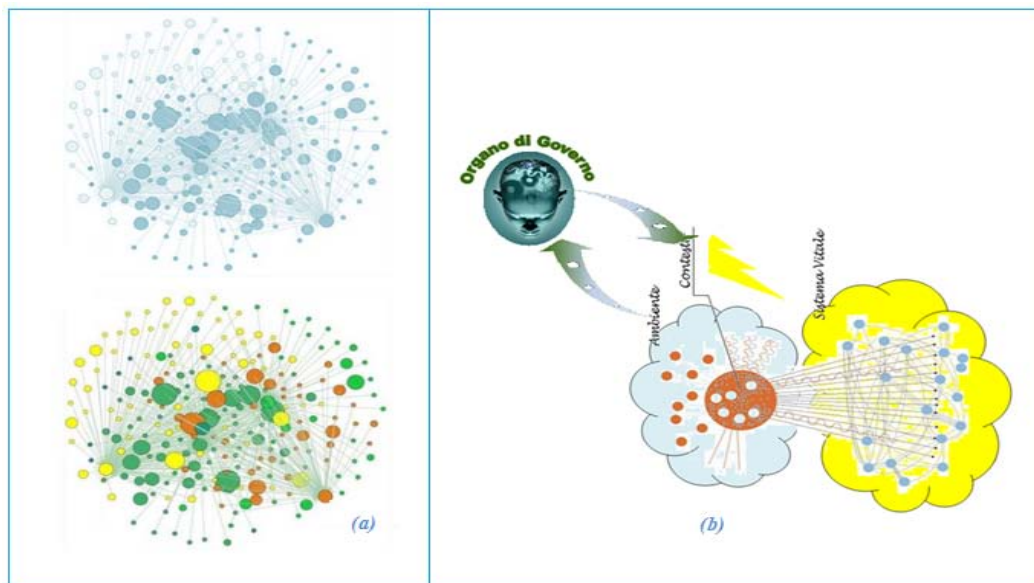 Organo di Governo
Contesto
Ambiente
Sistema Vitale
(a)
(b)